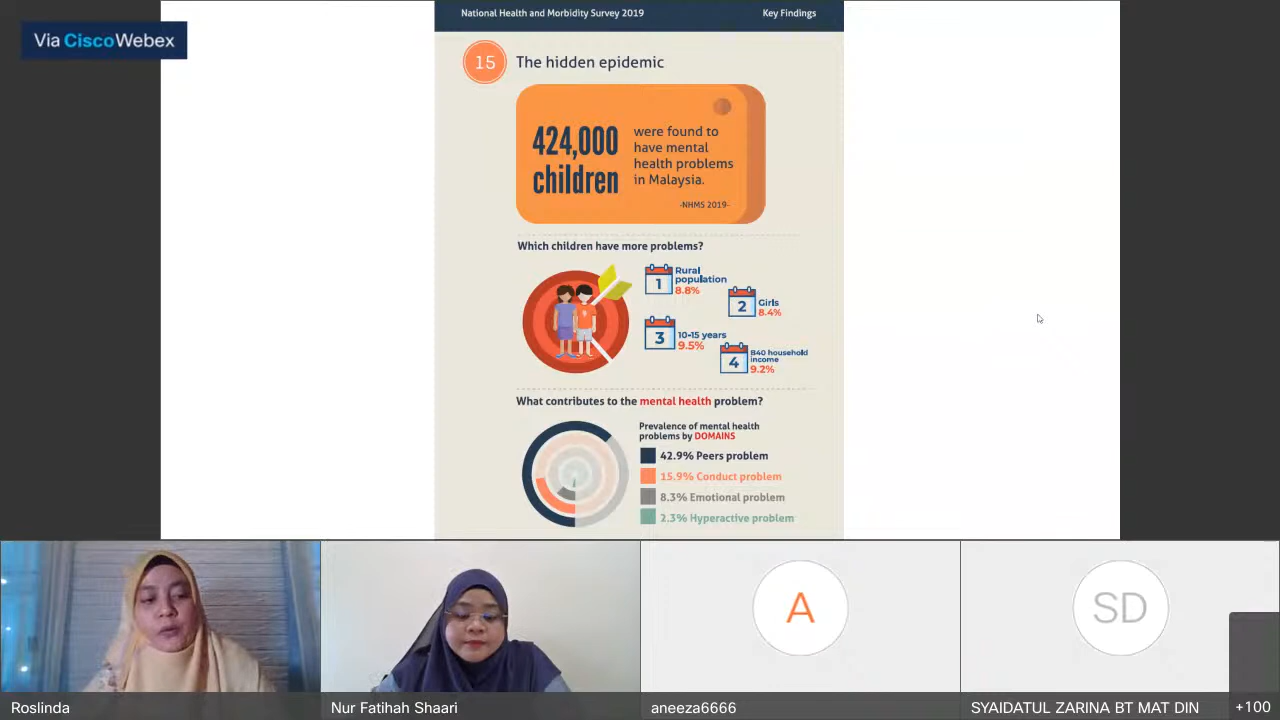 Via Cisco Webex
National Health and Morbidity Survey 2019
Key Findings
15
The hidden epidemic
424,000
children
were found to
have mental
health problems
in Malaysia.
-NHMS 2019-
Which children have more problems?
1
Rural
population
8.8%
2
Girls
8.4%
3
10-15 years
9.5%
4
B40 household
income
9.2%
What contributes to the mental health problem?
Prevalence of mental health
problems by DOMAINS
42.9% Peers problem
15.9% Conduct problem
8.3% Emotional problem
2.3% Hyperactive problem
A
SD
Roslinda
Nur Fatihah Shaari
aneeza6666
SYAIDATUL ZARINA BT MAT DIN
+100